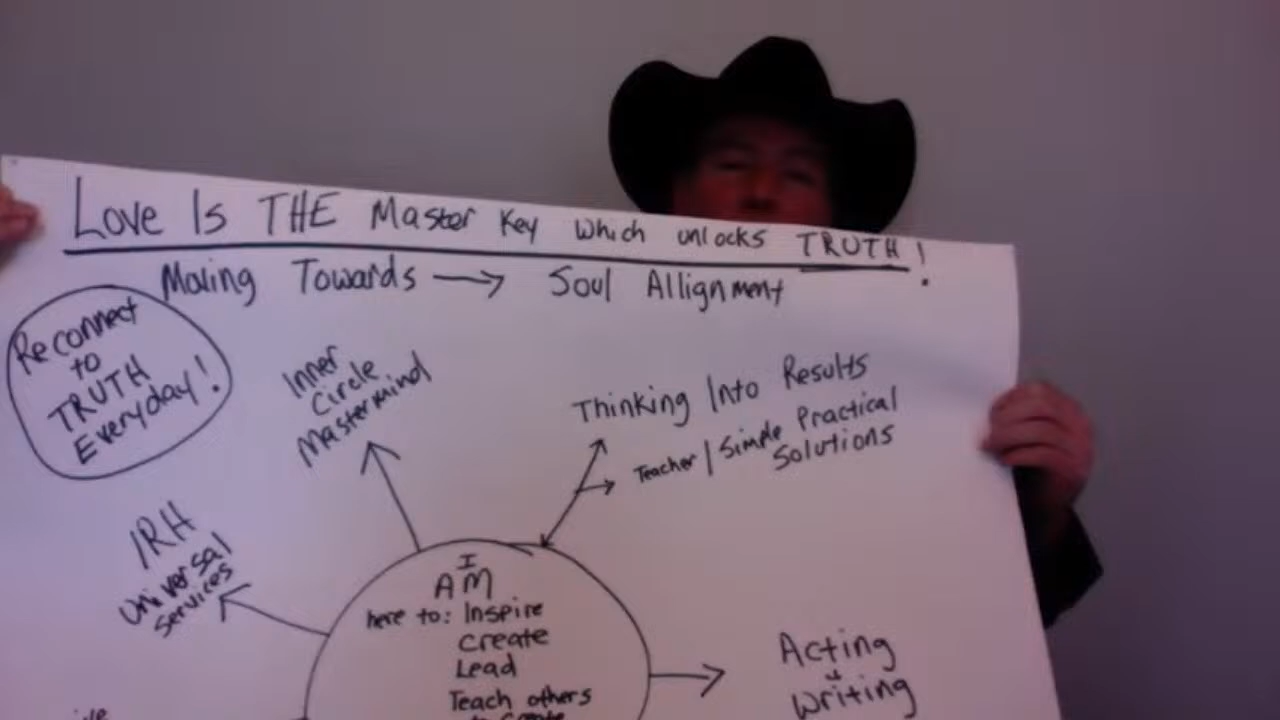 Love Is THE Master Key which unlocks TRUTH!
Moving Towards → Soul Allignment
Reconnect
to
TRUTH
Everyday!
Inner
Circle
Mastermind
Thinking Into Results
Teacher/Simple Practical
Solutions
IRH
Universal
Services
I
AM
here to: Inspire
Create
Lead
Teach others
to create
Acting
+
Writing